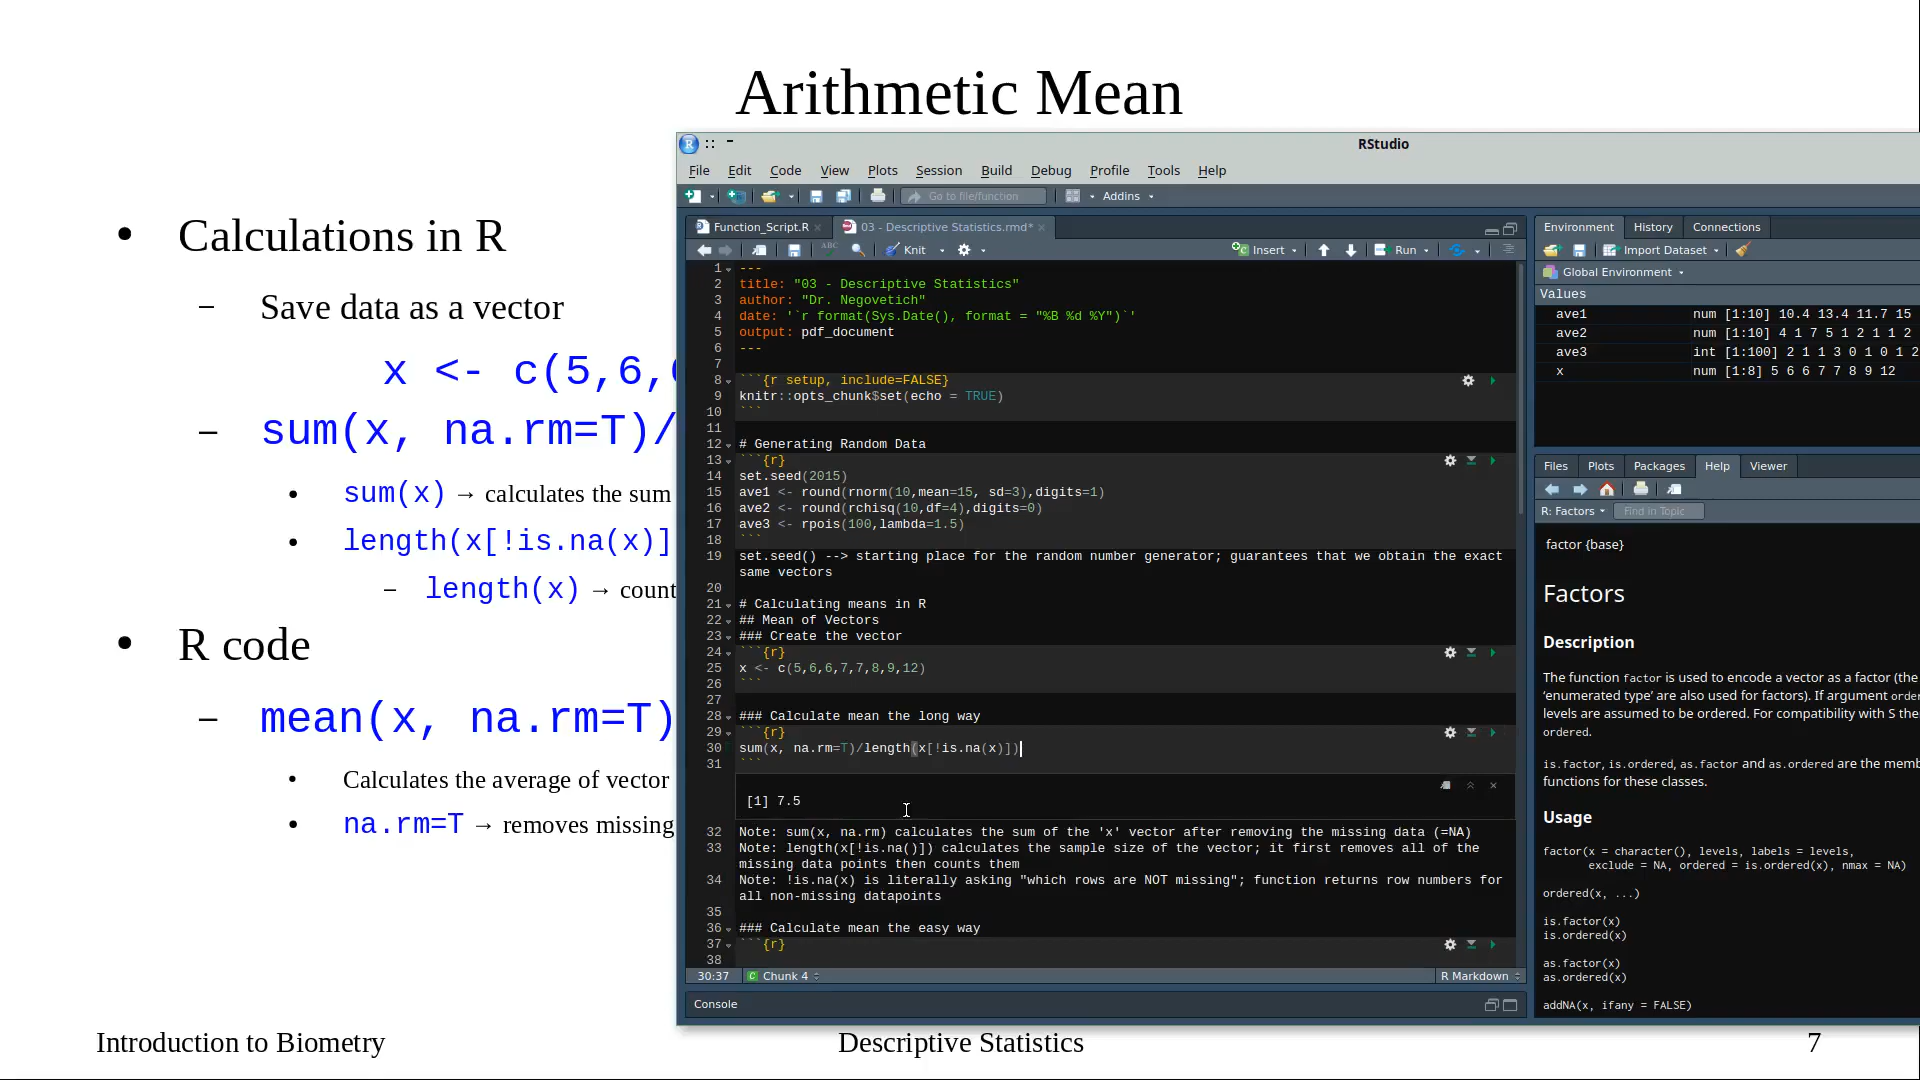 Arithmetic Mean
• Calculations in R
– Save data as a vector
x <- c(5,6,
– sum(x, na.rm=T)/
• sum(x) → calculates the sum
• length(x[!is.na(x)]
– length(x) → count
• R code
– mean(x, na.rm=T)
• Calculates the average of vector
• na.rm=T → removes missing
RStudio
File Edit Code View Plots Session Build Debug Profile Tools Help
Go to file/function Addins
Function_Script.R 03 - Descriptive Statistics.rmd*
ABC Knit Insert Run
1 ---
2 title: "03 - Descriptive Statistics"
3 author: "Dr. Negovetich"
4 date: '`r format(Sys.Date(), format = "%B %d %Y")`'
5 output: pdf_document
6 ---
7
8 ```{r setup, include=FALSE}
9 knitr::opts_chunk$set(echo = TRUE)
10 ```
11
12 # Generating Random Data
13 ```{r}
14 set.seed(2015)
15 ave1 <- round(rnorm(10,mean=15, sd=3),digits=1)
16 ave2 <- round(rchisq(10,df=4),digits=0)
17 ave3 <- rpois(100,lambda=1.5)
18 ```
19 set.seed() --> starting place for the random number generator; guarantees that we obtain the exact
same vectors
20
21 # Calculating means in R
22 ## Mean of Vectors
23 ### Create the vector
24 ```{r}
25 x <- c(5,6,6,7,7,8,9,12)
26 ```
27
28 ### Calculate mean the long way
29 ```{r}
30 sum(x, na.rm=T)/length(x[!is.na(x)])
31 ```
[1] 7.5
32 Note: sum(x, na.rm) calculates the sum of the 'x' vector after removing the missing data (=NA)
33 Note: length(x[!is.na()]) calculates the sample size of the vector; it first removes all of the
missing data points then counts them
34 Note: !is.na(x) is literally asking "which rows are NOT missing"; function returns row numbers for
all non-missing datapoints
35
36 ### Calculate mean the easy way
37 ```{r}
38
30:37 C Chunk 4 R Markdown
Console
Environment History Connections
Import Dataset
Global Environment
Values
ave1 num [1:10] 10.4 13.4 11.7 15
ave2 num [1:10] 4 1 7 5 1 2 1 1 2
ave3 int [1:100] 2 1 1 3 0 1 0 1 2
x num [1:8] 5 6 6 7 7 8 9 12
Files Plots Packages Help Viewer
R: Factors Find in Topic
factor {base}
Factors
Description
The function factor is used to encode a vector as a factor (the
‘enumerated type’ are also used for factors). If argument order
levels are assumed to be ordered. For compatibility with S the
ordered.
is.factor, is.ordered, as.factor and as.ordered are the memb
functions for these classes.
Usage
factor(x = character(), levels, labels = levels,
exclude = NA, ordered = is.ordered(x), nmax = NA)
ordered(x, ...)
is.factor(x)
is.ordered(x)
as.factor(x)
as.ordered(x)
addNA(x, ifany = FALSE)
Introduction to Biometry Descriptive Statistics 7